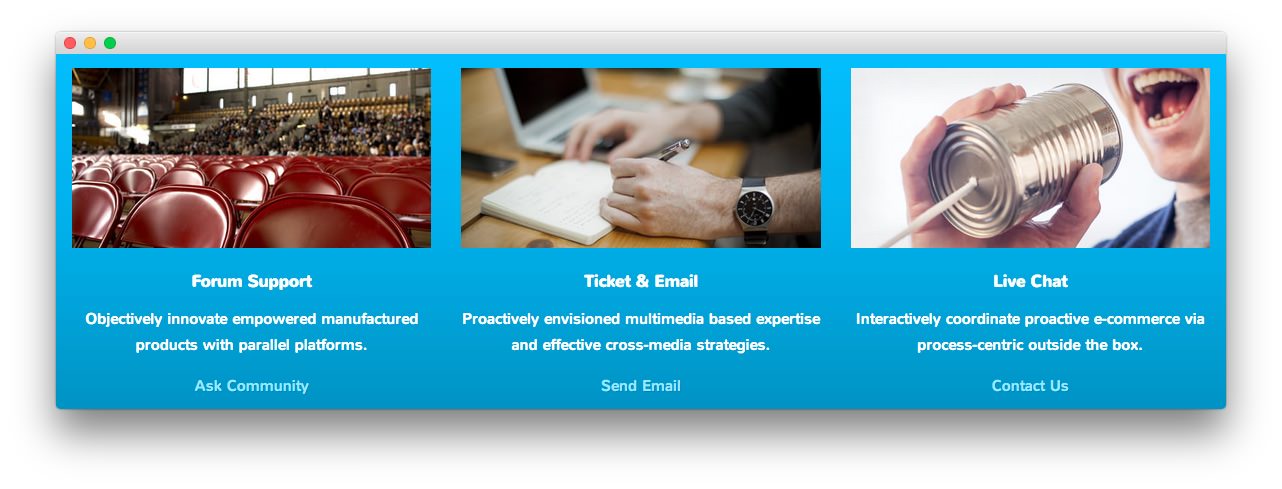 Forum Support
Objectively innovate empowered manufactured
products with parallel platforms.
Ask Community
Ticket & Email
Proactively envisioned multimedia based expertise
and effective cross-media strategies.
Send Email
Live Chat
Interactively coordinate proactive e-commerce via
process-centric outside the box.
Contact Us